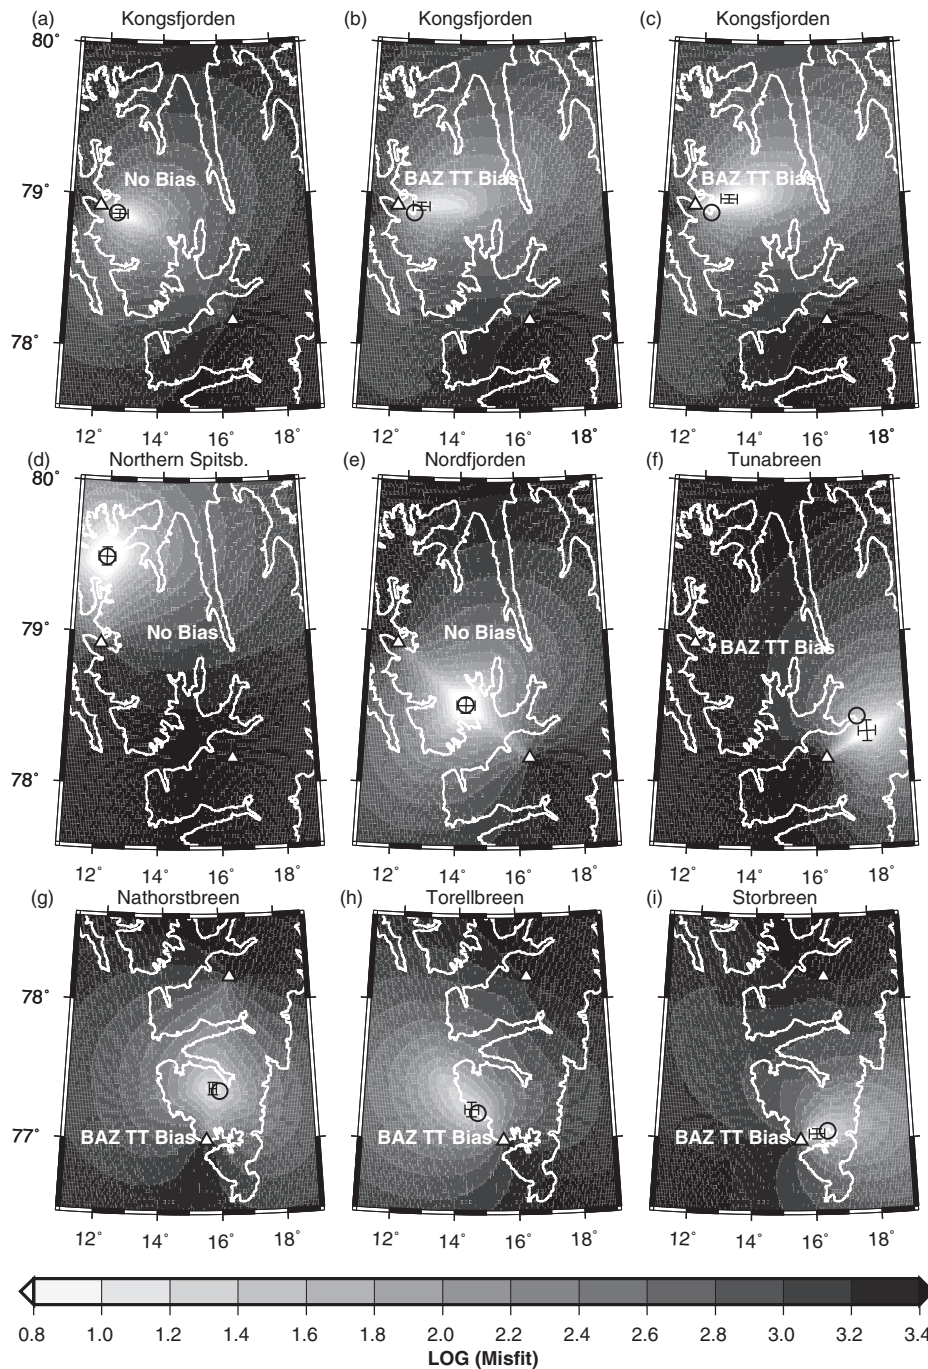 (a) Kongsfjorden (b) Kongsfjorden (c) Kongsfjorden
80°
No Bias BAZ TT Bias BAZ TT Bias
79°
78°
12° 14° 16° 18° 12° 14° 16° 18° 12° 14° 16° 18°
(d) Northern Spitsb. (e) Nordfjorden (f) Tunabreen
80°
79°
No Bias No Bias BAZ TT Bias
78°
12° 14° 16° 18° 12° 14° 16° 18° 12° 14° 16° 18°
(g) Nathorstbreen (h) Torellbreen (i) Storbreen
78°
77°
BAZ TT Bias +3 BAZ TT Bias +3 BAZ TT Bias
12° 14° 16° 18° 12° 14° 16° 18° 12° 14° 16° 18°
0.8 1.0 1.2 1.4 1.6 1.8 2.0 2.2 2.4 2.6 2.8 3.0 3.2 3.4
LOG (Misfit)